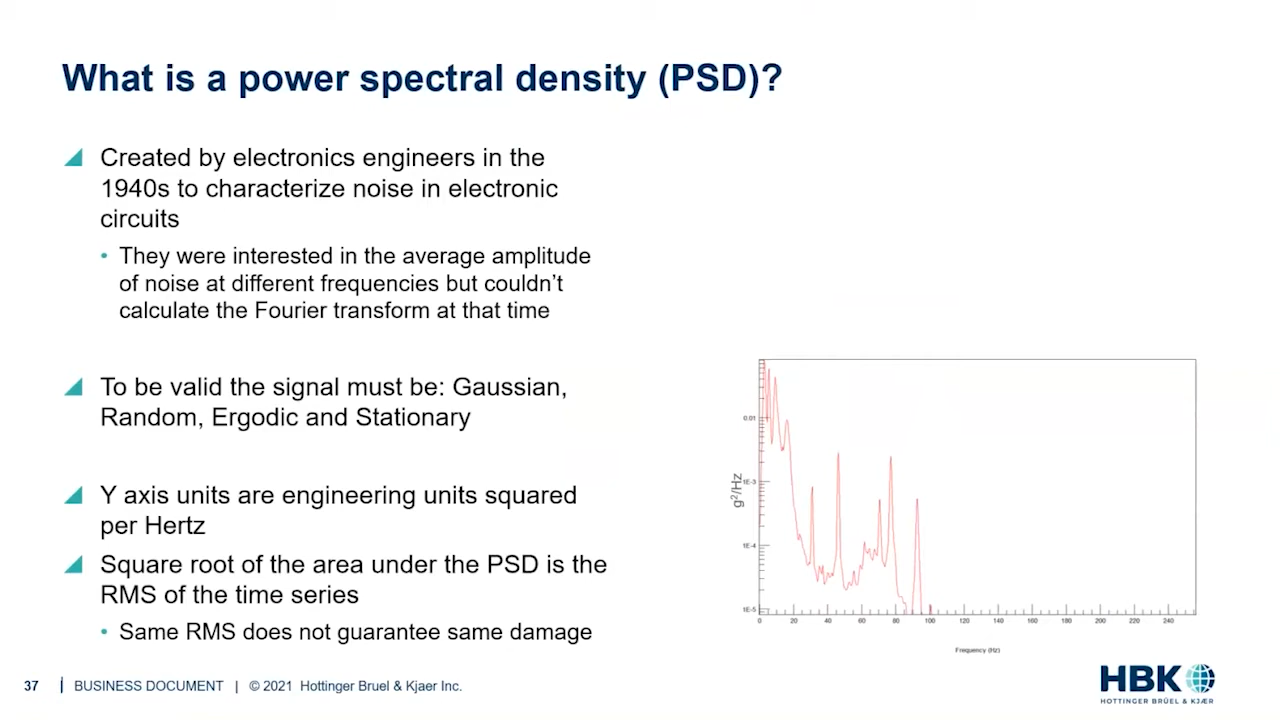 What is a power spectral density (PSD)?
Created by electronics engineers in the
1940s to characterize noise in electronic
circuits
• They were interested in the average amplitude
of noise at different frequencies but couldn’t
calculate the Fourier transform at that time
To be valid the signal must be: Gaussian,
Random, Ergodic and Stationary
Y axis units are engineering units squared
per Hertz
Square root of the area under the PSD is the
RMS of the time series
• Same RMS does not guarantee same damage
g²/Hz
0.01
1E-3
1E-4
1E-5
0 20 40 60 80 100 120 140 160 180 200 220 240
Frequency (Hz)
37 | BUSINESS DOCUMENT | © 2021 Hottinger Bruel & Kjaer Inc.
HBK
HOTTINGER BRÜEL & KJÆR